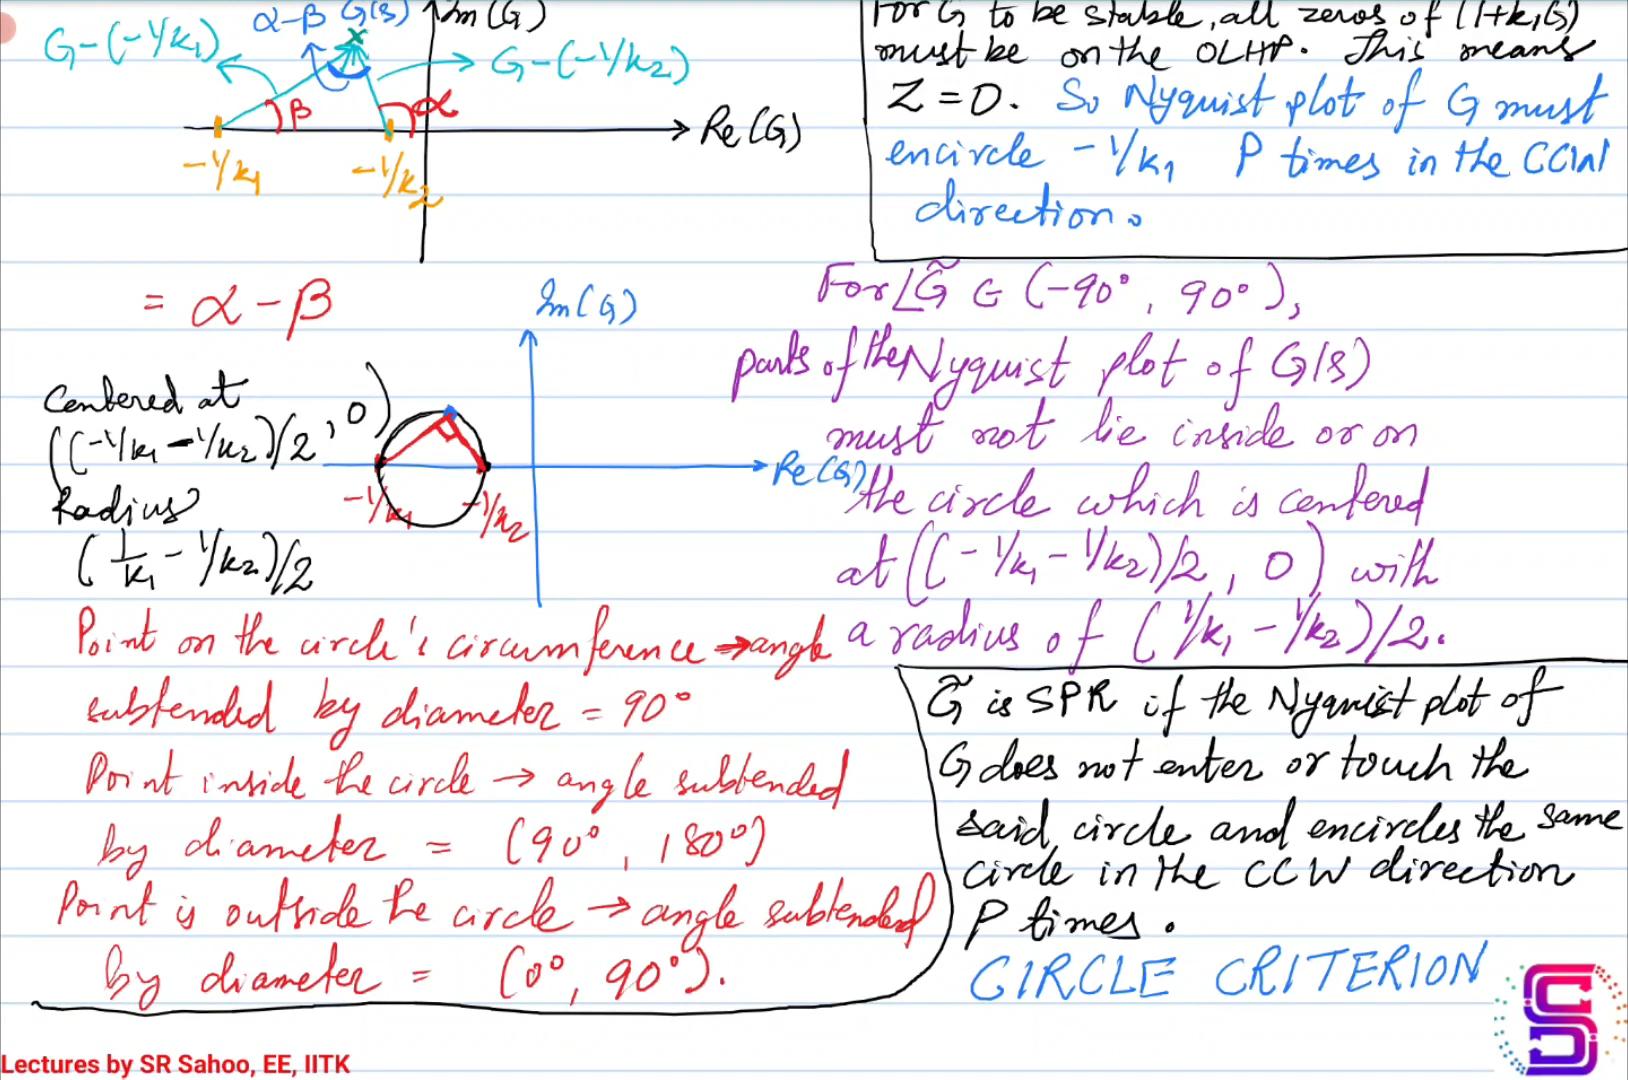 α-β G(s) Im(G)
G-(-1/k₁) G-(-1/k₂)
β α
Re(G)
-1/k₁ -1/k₂
For G̃ to be stable, all zeros of (1+k₁G)
must be on the OLHP. This means
Z = 0. So Nyquist plot of G must
encircle -1/k₁ P times in the CCW
direction.
= α - β
Im(G)
Centered at
((-1/k₁ - 1/k₂)/2, 0)
Radius
(1/k₁ - 1/k₂)/2
-1/k₁ -1/k₂
Re(G)
For ∠G̃ ∈ (-90°, 90°),
parts of the Nyquist plot of G(s)
must not lie inside or on
the circle which is centered
at ((-1/k₁ - 1/k₂)/2, 0) with
a radius of (1/k₁ - 1/k₂)/2.
Point on the circle's circumference → angle
subtended by diameter = 90°
Point inside the circle → angle subtended
by diameter = (90°, 180°)
Point is outside the circle → angle subtended
by diameter = (0°, 90°).
G̃ is SPR if the Nyquist plot of
G does not enter or touch the
said circle and encircles the same
circle in the CCW direction
P times.
CIRCLE CRITERION
Lectures by SR Sahoo, EE, IITK